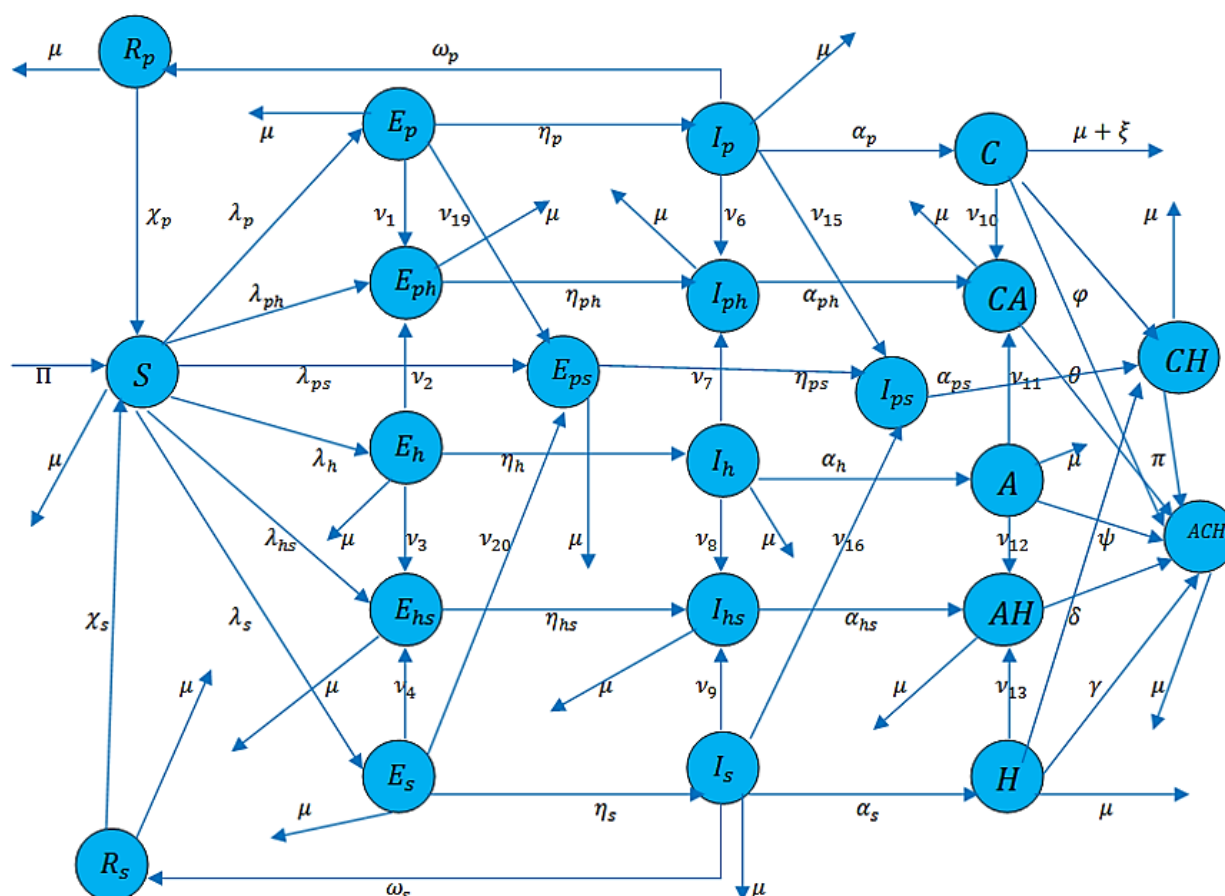 R_p
μ
ω_p
μ
E_p
μ
η_p
I_p
α_p
C
μ + ξ
χ_p
λ_p
ν_1
ν_19
μ
μ
ν_6
ν_15
μ
ν_10
μ
λ_ph
E_ph
η_ph
I_ph
α_ph
CA
φ
CH
Π
S
λ_ps
ν_2
E_ps
ν_7
η_ps
I_ps
α_ps
ν_11
θ
μ
λ_h
E_h
η_h
I_h
α_h
A
μ
π
λ_hs
μ
ν_3
ν_20
μ
ν_8
μ
ν_16
ν_12
ψ
ACH
χ_s
λ_s
E_hs
η_hs
I_hs
α_hs
AH
δ
μ
μ
ν_4
μ
ν_9
μ
ν_13
γ
μ
E_s
μ
η_s
I_s
α_s
H
μ
R_s
ω_s
μ